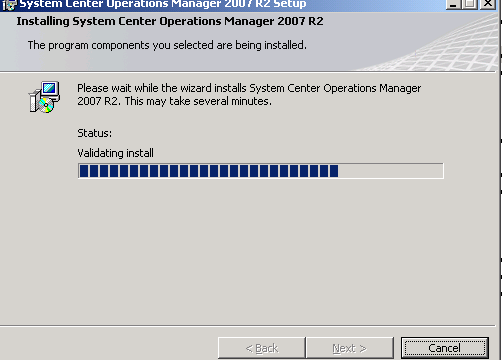 System Center Operations Manager 2007 R2 Setup
Installing System Center Operations Manager 2007 R2
The program components you selected are being installed.
Please wait while the wizard installs System Center Operations Manager
2007 R2. This may take several minutes.
Status:
Validating install
< Back Next > Cancel